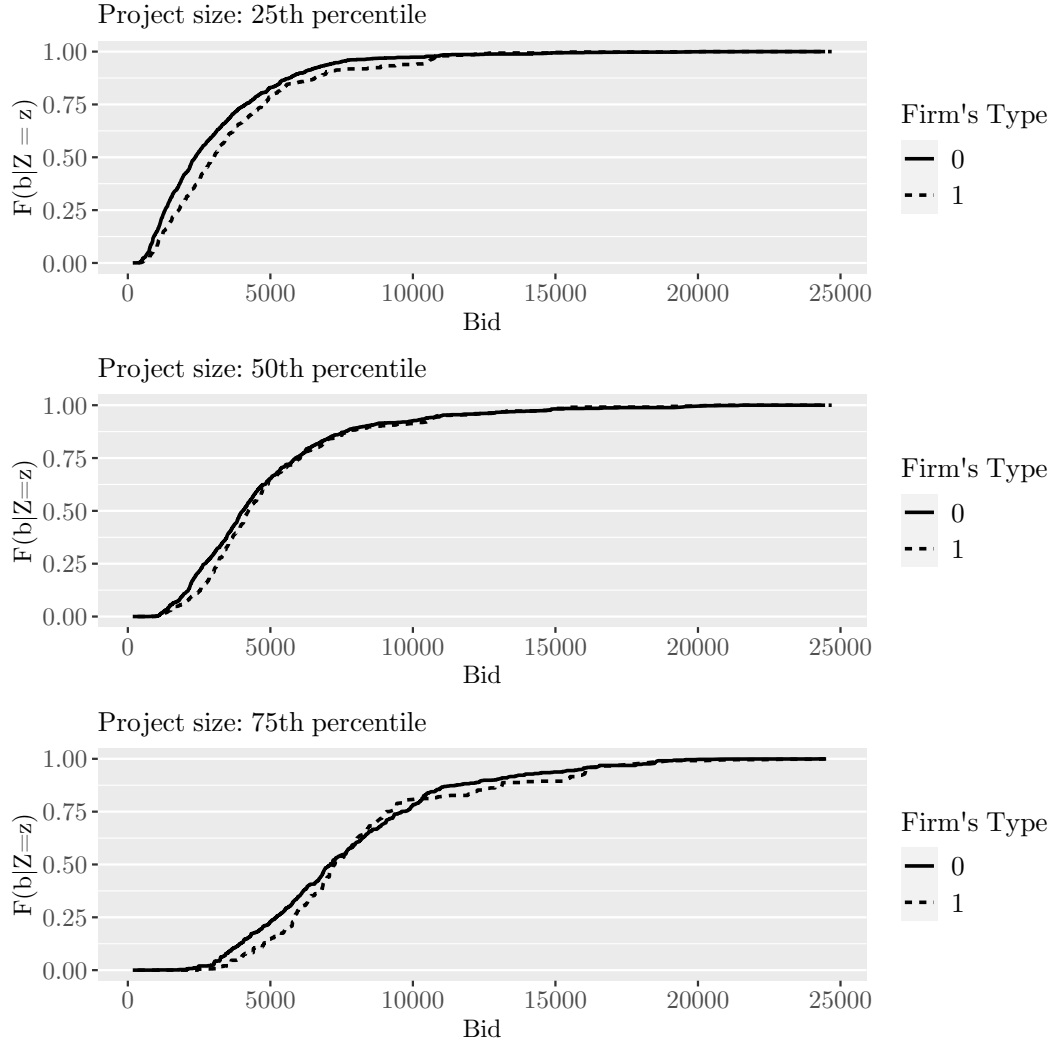 Project size: 25th percentile
F(b|Z = z)
1.00
0.75
0.50
0.25
0.00
0 5000 10000 15000 20000 25000
Bid
Firm's Type
0
1
Project size: 50th percentile
F(b|Z=z)
1.00
0.75
0.50
0.25
0.00
0 5000 10000 15000 20000 25000
Bid
Firm's Type
0
1
Project size: 75th percentile
F(b|Z=z)
1.00
0.75
0.50
0.25
0.00
0 5000 10000 15000 20000 25000
Bid
Firm's Type
0
1